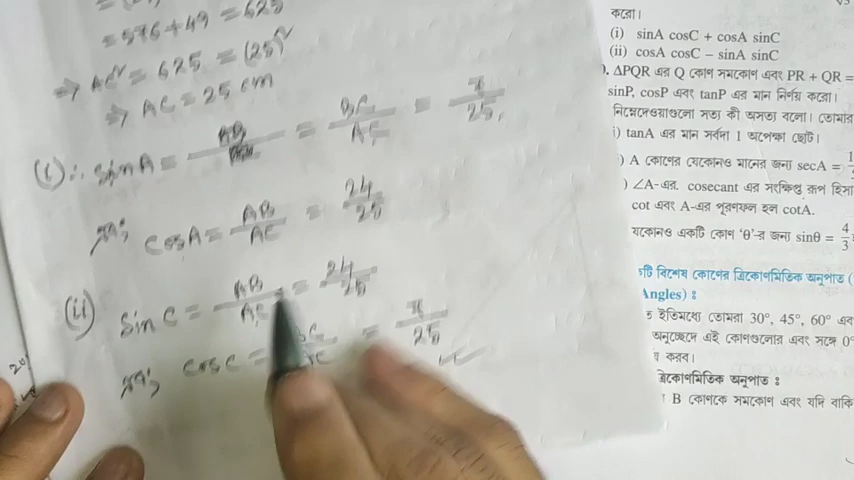 = 576 + 49 = 625
⇒ AC² = 625 = (25)²
⇒ AC = 25 cm
(i) ∴ sinA = = BC/AC = 7/25
cosA = AB/AC = 24/25
(ii) sin C = AB/AC = 24/25
cos C = = 7/25
করো।
(i) sinA cosC + cosA sinC
(ii) cosA cosC – sinA sinC
ΔPQR এর Q কোণ সমকোণ এবং PR + QR =
sinP, cosP এবং tanP এর মান নির্ণয় করো।
নিম্নেদেওয়াগুলো সত্য কী অসত্য বলো। তোমার
i) tanA এর মান সর্বদা 1 অপেক্ষা ছোট।
) A কোণের যেকোনও মানের জন্য secA =
) ∠A-এর. cosecant এর সংক্ষিপ্ত রূপ হিসা
cot এবং A-এর পূরণফল হল cotA.
যকোনও একটি কোণ 'θ'-র জন্য sinθ = 4/3
টি বিশেষ কোণের ত্রিকোণমিতিক অনুপাত (
Angles) :
ইতিমধ্যে তোমরা 30°, 45°, 60° এব
অনুচ্ছেদে এই কোণগুলোর এবং সঙ্গে 0°
করব।
ত্রিকোণমিতিক অনুপাত :
B কোণকে সমকোণ এবং যদি বাকি